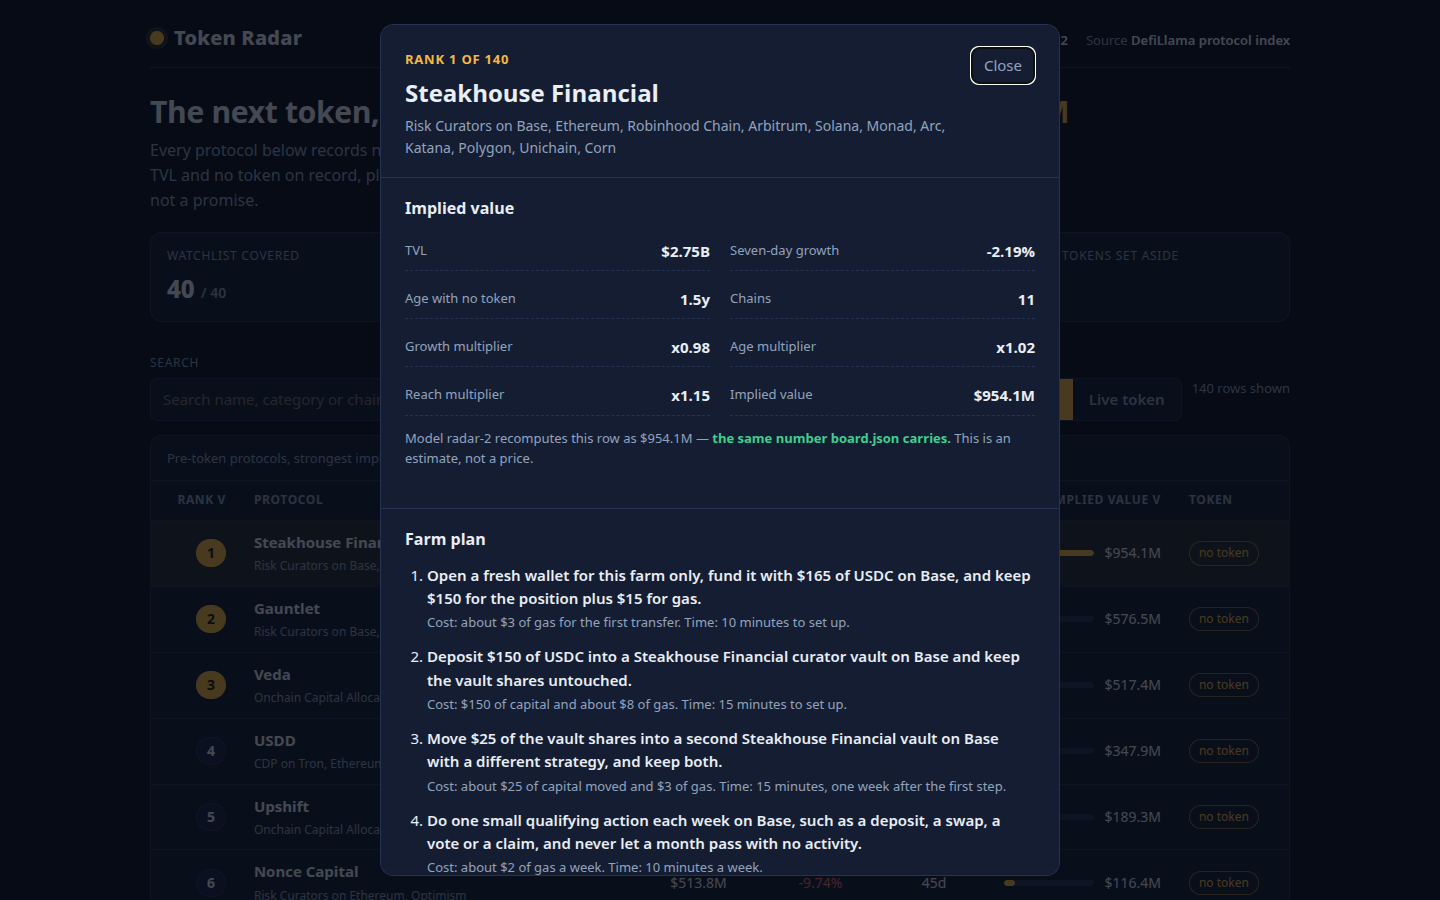 Token Radar
2 Source DefiLlama protocol index
The next token,
M
Every protocol below records n
TVL and no token on record, pl
not a promise.
WATCHLIST COVERED
40 / 40
TOKENS SET ASIDE
SEARCH
Search name, category or chain
Live token
140 rows shown
Pre-token protocols, strongest impl
RANK V PROTOCOL
MPLIED VALUE V TOKEN
1 Steakhouse Finan
Risk Curators on Base,
$954.1M no token
2 Gauntlet
Risk Curators on Base,
$576.5M no token
3 Veda
Onchain Capital Alloca
$517.4M no token
4 USDD
CDP on Tron, Ethereun
$347.9M no token
5 Upshift
Onchain Capital Alloca
$189.3M no token
6 Nonce Capital
Risk Curators on Ethereum, Optimism
$513.8M -9.74% 45d $116.4M no token
RANK 1 OF 140
Close
Steakhouse Financial
Risk Curators on Base, Ethereum, Robinhood Chain, Arbitrum, Solana, Monad, Arc,
Katana, Polygon, Unichain, Corn
Implied value
TVL $2.75B Seven-day growth -2.19%
Age with no token 1.5y Chains 11
Growth multiplier x0.98 Age multiplier x1.02
Reach multiplier x1.15 Implied value $954.1M
Model radar-2 recomputes this row as $954.1M — the same number board.json carries. This is an
estimate, not a price.
Farm plan
1. Open a fresh wallet for this farm only, fund it with $165 of USDC on Base, and keep
$150 for the position plus $15 for gas.
Cost: about $3 of gas for the first transfer. Time: 10 minutes to set up.
2. Deposit $150 of USDC into a Steakhouse Financial curator vault on Base and keep
the vault shares untouched.
Cost: $150 of capital and about $8 of gas. Time: 15 minutes to set up.
3. Move $25 of the vault shares into a second Steakhouse Financial vault on Base
with a different strategy, and keep both.
Cost: about $25 of capital moved and $3 of gas. Time: 15 minutes, one week after the first step.
4. Do one small qualifying action each week on Base, such as a deposit, a swap, a
vote or a claim, and never let a month pass with no activity.
Cost: about $2 of gas a week. Time: 10 minutes a week.